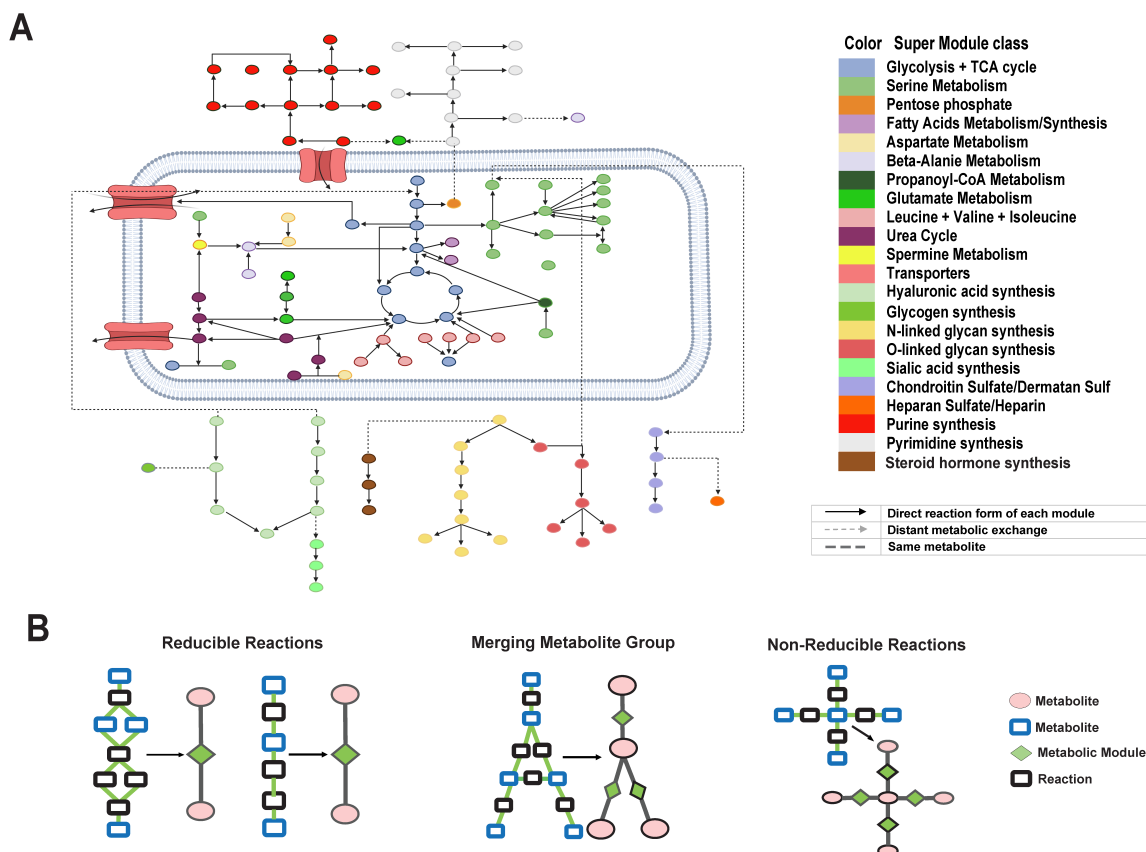 A
Color Super Module class
Glycolysis + TCA cycle
Serine Metabolism
Pentose phosphate
Fatty Acids Metabolism/Synthesis
Aspartate Metabolism
Beta-Alanie Metabolism
Propanoyl-CoA Metabolism
Glutamate Metabolism
Leucine + Valine + Isoleucine
Urea Cycle
Spermine Metabolism
Transporters
Hyaluronic acid synthesis
Glycogen synthesis
N-linked glycan synthesis
O-linked glycan synthesis
Sialic acid synthesis
Chondroitin Sulfate/Dermatan Sulf
Heparan Sulfate/Heparin
Purine synthesis
Pyrimidine synthesis
Steroid hormone synthesis
Direct reaction form of each module
Distant metabolic exchange
Same metabolite
B
Reducible Reactions
Merging Metabolite Group
Non-Reducible Reactions
Metabolite
Metabolite
Metabolic Module
Reaction